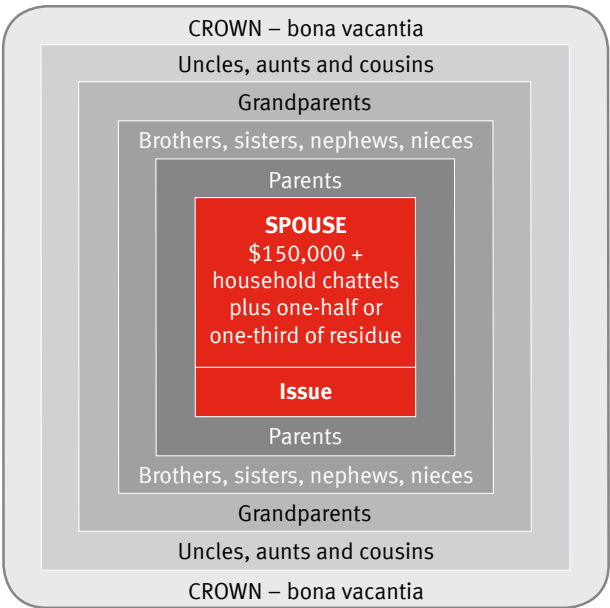 CROWN – bona vacantia
Uncles, aunts and cousins
Grandparents
Brothers, sisters, nephews, nieces
Parents
SPOUSE
$150,000 +
household chattels
plus one-half or
one-third of residue
Issue
Parents
Brothers, sisters, nephews, nieces
Grandparents
Uncles, aunts and cousins
CROWN – bona vacantia